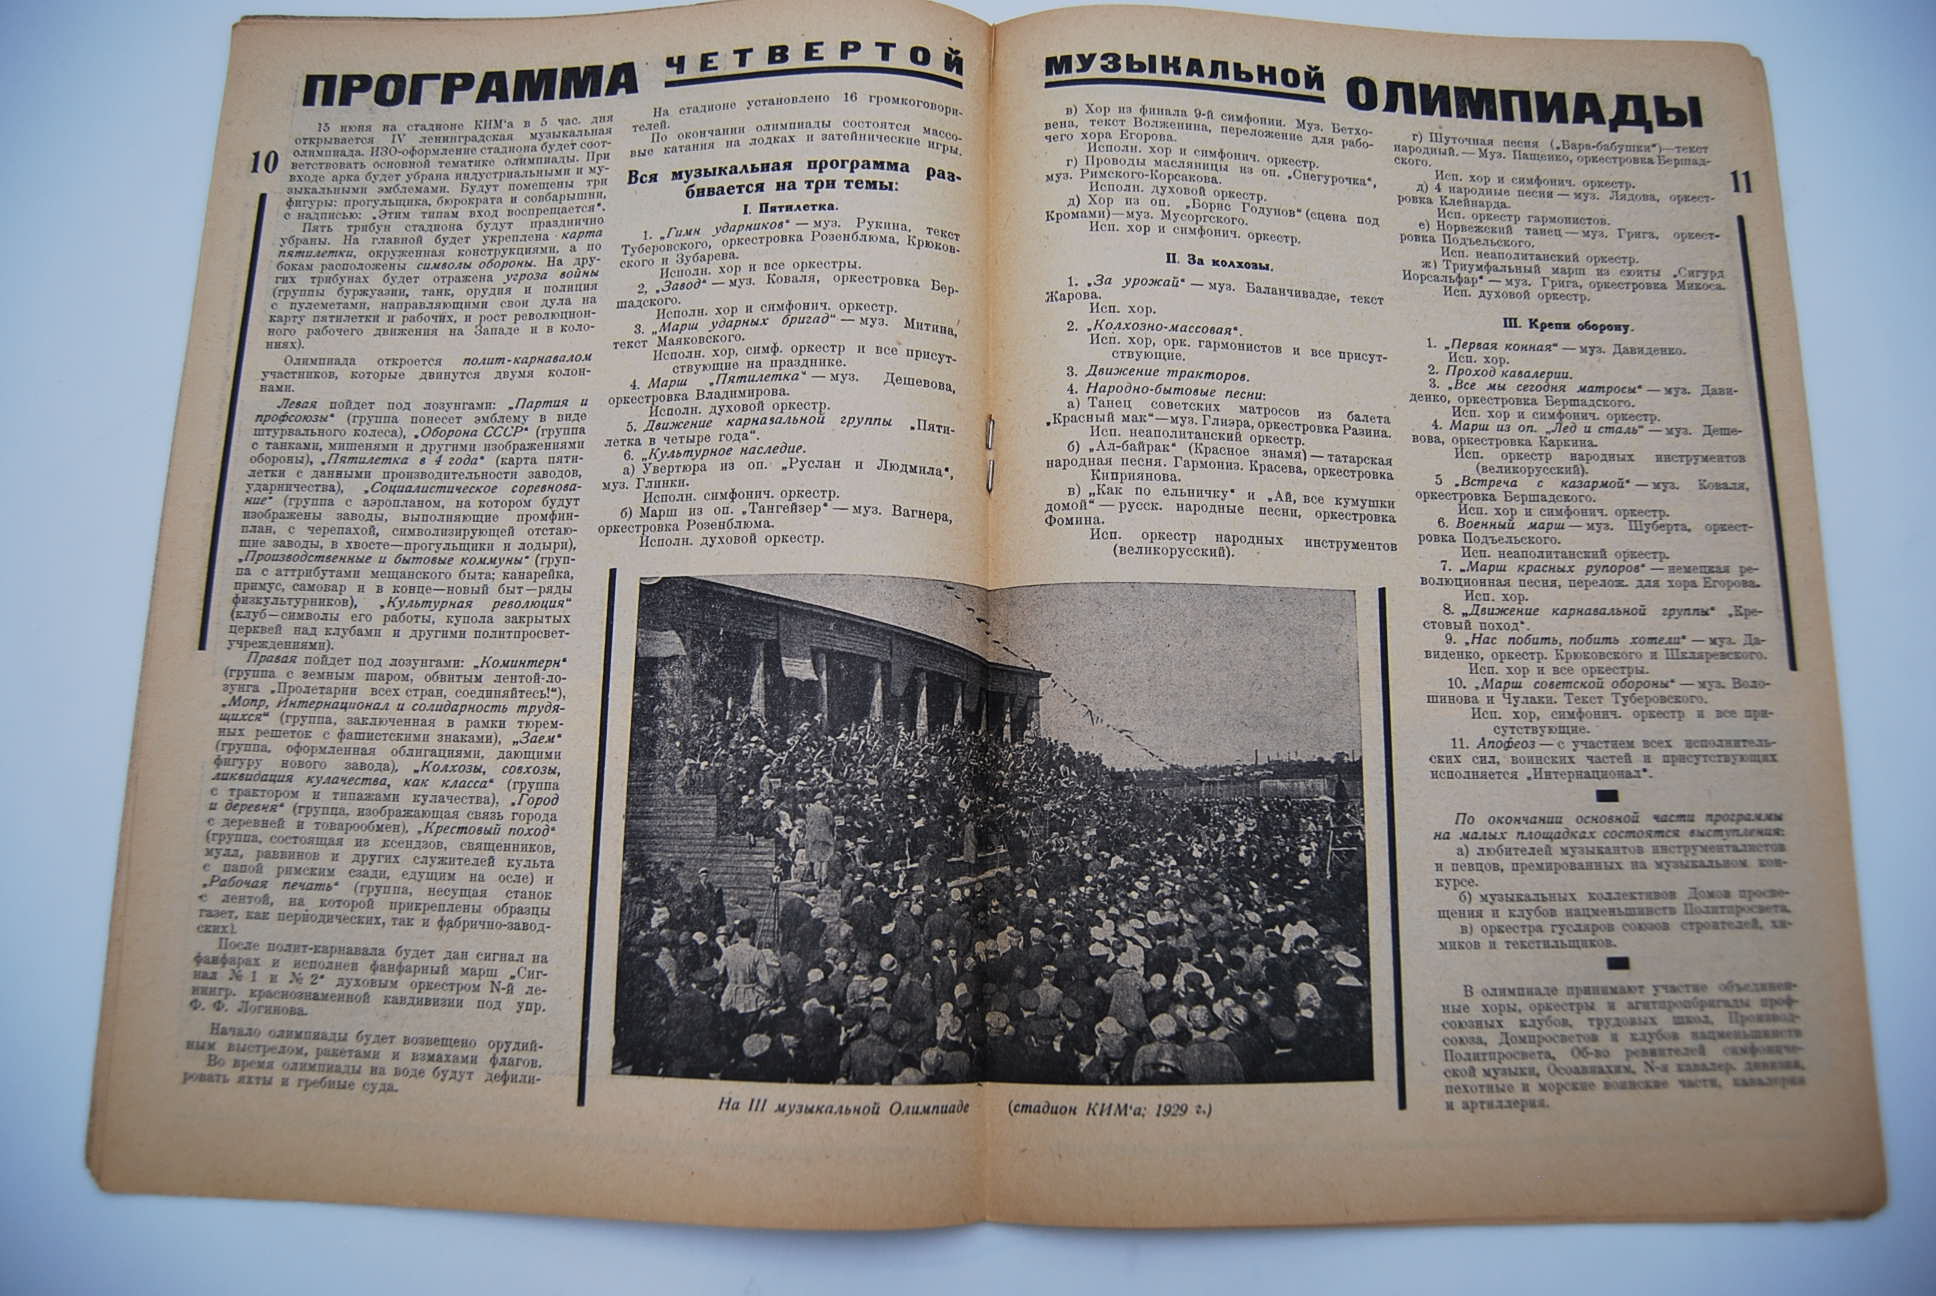 ПРОГРАММА ЧЕТВЕРТОЙ
МУЗЫКАЛЬНОЙ ОЛИМПИАДЫ
10
15 июня на стадионе КИМ'а в 5 час. дня
открывается IV ленинградская музыкальная
олимпиада. ИЗО-оформление стадиона будет соот-
ветствовать основной тематике олимпиады. При
входе арка будет убрана индустриальными и му-
зыкальными эмблемами. Будут помещены три
фигуры: прогульщика, бюрократа и совбарышни,
с надписью: „Этим типам вход воспрещается".
Пять трибун стадиона будут празднично
убраны. На главной будет укреплена карта
пятилетки, окруженная конструкциями, а по
бокам расположены символы обороны. На дру-
гих трибунах будет отражена угроза войны
(группы буржуазии, танк, орудия и полиция
с пулеметами, направляющими свои дула на
карту пятилетки и рабочих, и рост революцион-
ного рабочего движения на Западе и в коло-
ниях).
Олимпиада откроется полит-карнавалом
участников, которые двинутся двумя колон-
нами.
Левая пойдет под лозунгами: „Партия и
профсоюзы" (группа понесет эмблему в виде
штурвального колеса), „Оборона СССР" (группа
с танками, мишенями и другими изображениями
обороны), „Пятилетка в 4 года" (карта пяти-
летки с данными производительности заводов,
ударничества), „Социалистическое соревнова-
ние" (группа с аэропланом, на котором будут
изображены заводы, выполняющие промфин-
план, с черепахой, символизирующей отстаю-
щие заводы, в хвосте—прогульщики и лодыри),
„Производственные и бытовые коммуны" (груп-
па с аттрибутами мещанского быта; канарейка,
примус, самовар и в конце—новый быт—ряды
физкультурников), „Культурная революция"
(клуб—символы его работы, купола закрытых
церквей над клубами и другими политпросвет-
учреждениями).
Правая пойдет под лозунгами: „Коминтерн"
(группа с земным шаром, обвитым лентой-ло-
зунга „Пролетарии всех стран, соединяйтесь!"),
„Мопр, Интернационал и солидарность трудя-
щихся" (группа, заключенная в рамки тюрем-
ных решеток с фашистскими знаками), „Заем"
(группа, оформленная облигациями, дающими
фигуру нового завода), „Колхозы, совхозы,
ликвидация кулачества, как класса" (группа
с трактором и типажами кулачества), „Город
и деревня" (группа, изображающая связь города
с деревней и товарообмен), „Крестовый поход"
(группа, состоящая из ксендзов, священников,
мулл, раввинов и других служителей культа
с папой римским сзади, едущим на осле) и
„Рабочая печать" (группа, несущая станок
с лентой, на которой прикреплены образцы
газет, как периодических, так и фабрично-завод-
ских).
После полит-карнавала будет дан сигнал на
фанфарах и исполнен фанфарный марш „Сиг-
нал № 1 и № 2" духовым оркестром N-й ле-
нингр. краснознаменной кавдивизии под упр.
Ф. Ф. Логинова.
Начало олимпиады будет возвещено орудий-
ным выстрелом, ракетами и взмахами флагов.
Во время олимпиады на воде будут дефили-
ровать яхты и гребные суда.
На стадионе установлено 16 громкоговори-
телей.
По окончании олимпиады состоятся массо-
вые катания на лодках и затейнические игры.
Вся музыкальная программа раз-
бивается на три темы:
I. Пятилетка.
1. „Гимн ударников" — муз. Рукина, текст
Туберовского, оркестровка Розенблюма, Крюков-
ского и Зубарева.
Исполн. хор и все оркестры.
2, „Завод" — муз. Коваля, оркестровка Бер-
шадского.
Исполн. хор и симфонич. оркестр.
3. „Марш ударных бригад" — муз. Митина,
текст Маяковского.
Исполн. хор, симф. оркестр и все присут-
ствующие на празднике.
4. Марш „Пятилетка" — муз. Дешевова,
оркестровка Владимирова.
Исполн. духовой оркестр.
5. Движение карнавальной группы „Пяти-
летка в четыре года".
6. „Культурное наследие.
а) Увертюра из оп. „Руслан и Людмила",
муз. Глинки.
Исполн. симфонич. оркестр.
б) Марш из оп. „Тангейзер" — муз. Вагнера,
оркестровка Розенблюма.
Исполн. духовой оркестр.
в) Хор из финала 9-й симфонии. Муз. Бетхо-
вена, текст Волженина, переложение для рабо-
чего хора Егорова.
Исполн. хор и симфонич. оркестр.
г) Проводы масляницы из оп. „Снегурочка",
муз. Римского-Корсакова.
Исполн. духовой оркестр.
д) Хор из оп. „Борис Годунов" (сцена под
Кромами)—муз. Мусоргского.
Исп. хор и симфонич. оркестр.
II. За колхозы.
1. „За урожай" — муз. Баланчивадзе, текст
Жарова.
Исп. хор.
2. „Колхозно-массовая".
Исп. хор, орк. гармонистов и все присут-
ствующие.
3. Движение тракторов.
4. Народно-бытовые песни:
а) Танец советских матросов из балета
„Красный мак"—муз. Глиэра, оркестровка Разина.
Исп. неаполитанский оркестр.
б) „Ал-байрак" (Красное знамя)—татарская
народная песня. Гармониз. Красева, оркестровка
Киприянова.
в) „Как по ельничку" и „Ай, все кумушки
домой" — русск. народные песни, оркестровка
Фомина.
Исп. оркестр народных инструментов
(великорусский).
11
г) Шуточная песня („Бара-бабушки")—текст
народный. — Муз. Пащенко, оркестровка Бершад-
ского.
Исп. хор и симфонич. оркестр.
д) 4 народные песни — муз. Лядова, оркест-
ровка Клейнарда.
Исп. оркестр гармонистов.
е) Норвежский танец — муз. Грига, оркест-
ровка Подъельского.
Исп. неаполитанский оркестр.
ж) Триумфальный марш из сюиты „Сигурд
Иорсальфар" — муз. Грига, оркестровка Микоса.
Исп. духовой оркестр.
III. Крепи оборону.
1. „Первая конная" — муз. Давиденко.
Исп. хор.
2. Проход кавалерии.
3. „Все мы сегодня матросы" — муз. Дави-
денко, оркестровка Бершадского.
Исп. хор и симфонич. оркестр.
4. Марш из оп. „Лед и сталь" — муз. Деше-
вова, оркестровка Каркина.
Исп. оркестр народных инструментов
(великорусский).
5 „Встреча с казармой" — муз. Коваля,
оркестровка Бершадского.
Исп. хор и симфонич. оркестр.
6. Военный марш — муз. Шуберта, оркест-
ровка Подъельского.
Исп. неаполитанский оркестр.
7. „Марш красных рупоров" — немецкая ре-
волюционная песня, перелож. для хора Егорова.
Исп. хор.
8. „Движение карнавальной группы" „Кре-
стовый поход".
9. „Нас побить, побить хотели" — муз. Да-
виденко, оркестр. Крюковского и Шкляревского.
Исп. хор и все оркестры.
10. „Марш советской обороны" — муз. Воло-
шинова и Чулаки. Текст Туберовского.
Исп. хор, симфонич. оркестр и все при-
сутствующие.
11. Апофеоз — с участием всех исполнитель-
ских сил, воинских частей и присутствующих
исполняется „Интернационал".
По окончании основной части программы
на малых площадках состоятся выступления:
а) любителей музыкантов инструменталистов
и певцов, премированных на музыкальном кон-
курсе.
б) музыкальных коллективов Домов просве-
щения и клубов нацменьшинств Политпросвета.
в) оркестра гусляров союзов строителей, хи-
миков и текстильщиков.
В олимпиаде принимают участие объединен-
ные хоры, оркестры и агитпропбригады проф-
союзных клубов, трудовых школ, Производ-
союза, Домпросветов и клубов нацменьшинств
Политпросвета, Об-во ревнителей симфониче-
ской музыки, Осоавиахим, N-я кавалер. дивизия,
пехотные и морские воинские части, кавалерия
и артиллерия.
На III музыкальной Олимпиаде (стадион КИМ'а; 1929 г.)